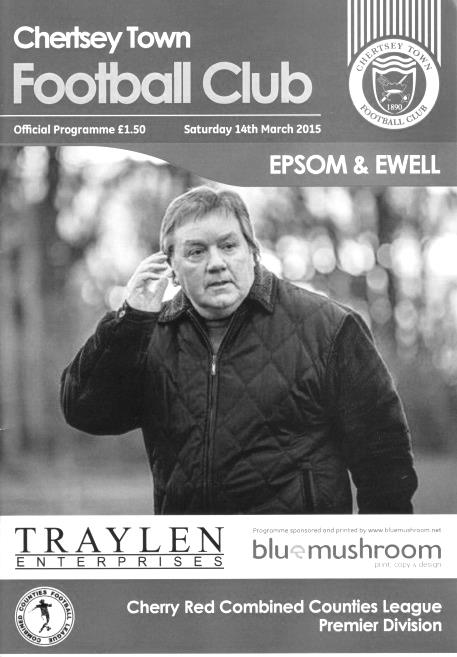 Chertsey Town
Football Club
Official Programme £1.50
Saturday 14th March 2015
CHERTSEY TOWN
1890
FOOTBALL CLUB
EPSOM & EWELL
TRAYLEN
ENTERPRISES
Programme sponsored and printed by www.bluemushroom.net
bluemushroom
print, copy & design
COMBINED COUNTIES FOOTBALL LEAGUE
Cherry Red Combined Counties League
Premier Division